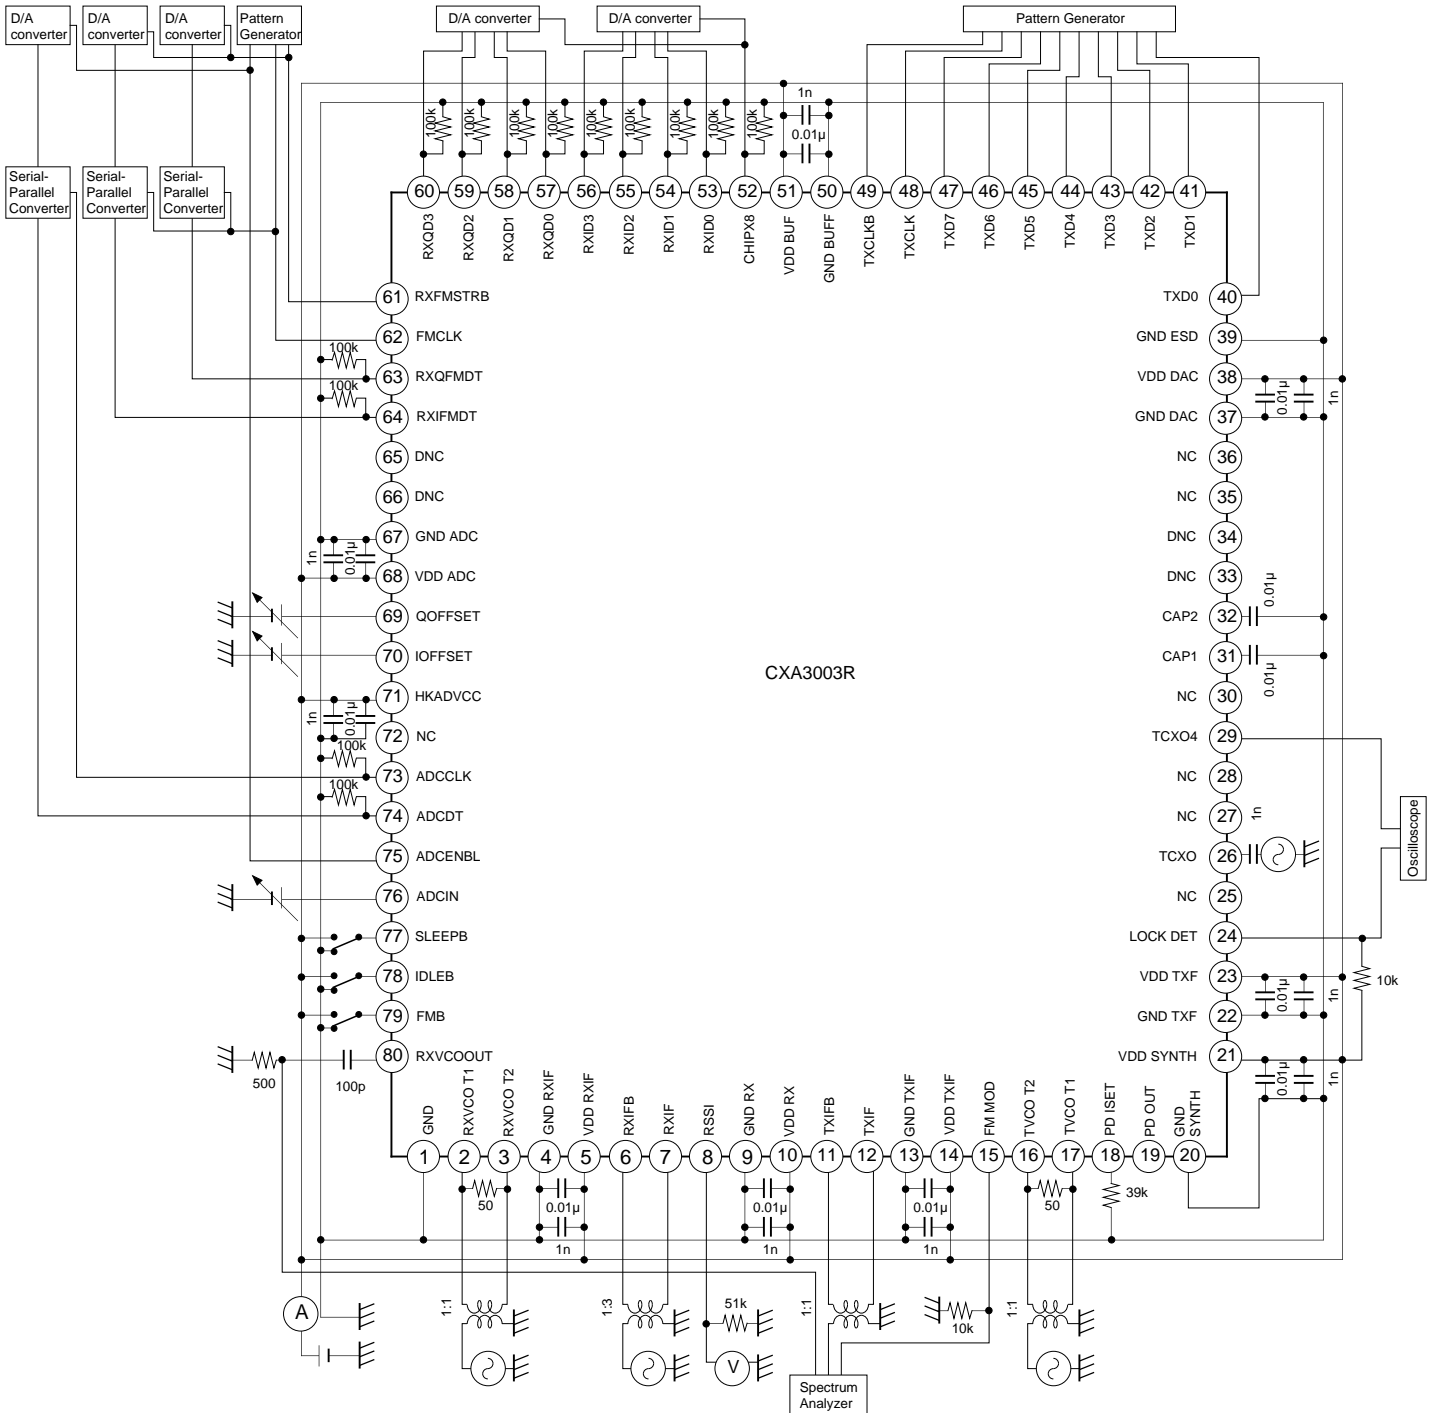 D/A
converter
D/A
converter
D/A
converter
Pattern
Generator
D/A converter
D/A converter
Pattern Generator
Serial-
Parallel
Converter
Serial-
Parallel
Converter
Serial-
Parallel
Converter
100k
100k
100k
100k
100k
100k
100k
100k
100k
1n
0.01µ
60
59
58
57
56
55
54
53
52
51
50
49
48
47
46
45
44
43
42
41
RXQD3
RXQD2
RXQD1
RXQD0
RXID3
RXID2
RXID1
RXID0
CHIPX8
VDD BUF
GND BUFF
TXCLKB
TXCLK
TXD7
TXD6
TXD5
TXD4
TXD3
TXD2
TXD1
61 RXFMSTRB
62 FMCLK
100k
63 RXQFMDT
100k
64 RXIFMDT
65 DNC
66 DNC
67 GND ADC
1n
0.01µ
68 VDD ADC
69 QOFFSET
70 IOFFSET
71 HKADVCC
1n
0.01µ
72 NC
100k
73 ADCCLK
100k
74 ADCDT
75 ADCENBL
76 ADCIN
77 SLEEPB
78 IDLEB
79 FMB
80 RXVCOOUT
500
100p
CXA3003R
TXD0 40
GND ESD 39
VDD DAC 38
0.01µ
1n
GND DAC 37
NC 36
NC 35
DNC 34
DNC 33
0.01µ
CAP2 32
CAP1 31
0.01µ
NC 30
TCXO4 29
NC 28
NC 27
1n
TCXO 26
Oscilloscope
NC 25
LOCK DET 24
10k
VDD TXF 23
0.01µ
1n
GND TXF 22
VDD SYNTH 21
0.01µ
1n
GND
RXVCO T1
RXVCO T2
GND RXIF
VDD RXIF
RXIFB
RXIF
RSSI
GND RX
VDD RX
TXIFB
TXIF
GND TXIF
VDD TXIF
FM MOD
TVCO T2
TVCO T1
PD ISET
PD OUT
GND
SYNTH
1
2
3
4
5
6
7
8
9
10
11
12
13
14
15
16
17
18
19
20
50
0.01µ
1n
0.01µ
1n
0.01µ
1n
50
39k
A
1:1
1:3
51k
V
1:1
10k
1:1
Spectrum
Analyzer